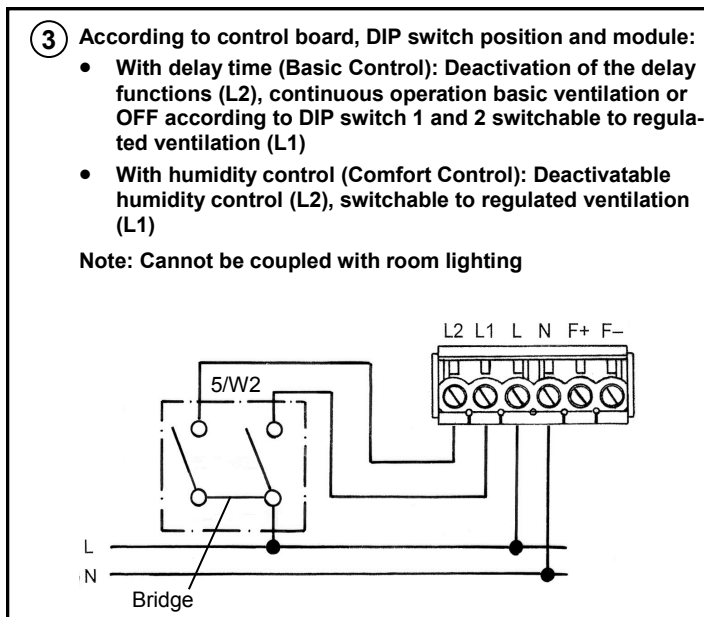 3 According to control board, DIP switch position and module:
• With delay time (Basic Control): Deactivation of the delay
functions (L2), continuous operation basic ventilation or
OFF according to DIP switch 1 and 2 switchable to regula-
ted ventilation (L1)
• With humidity control (Comfort Control): Deactivatable
humidity control (L2), switchable to regulated ventilation
(L1)
Note: Cannot be coupled with room lighting
L2 L1 L N F+ F–
5/W2
L
N
Bridge